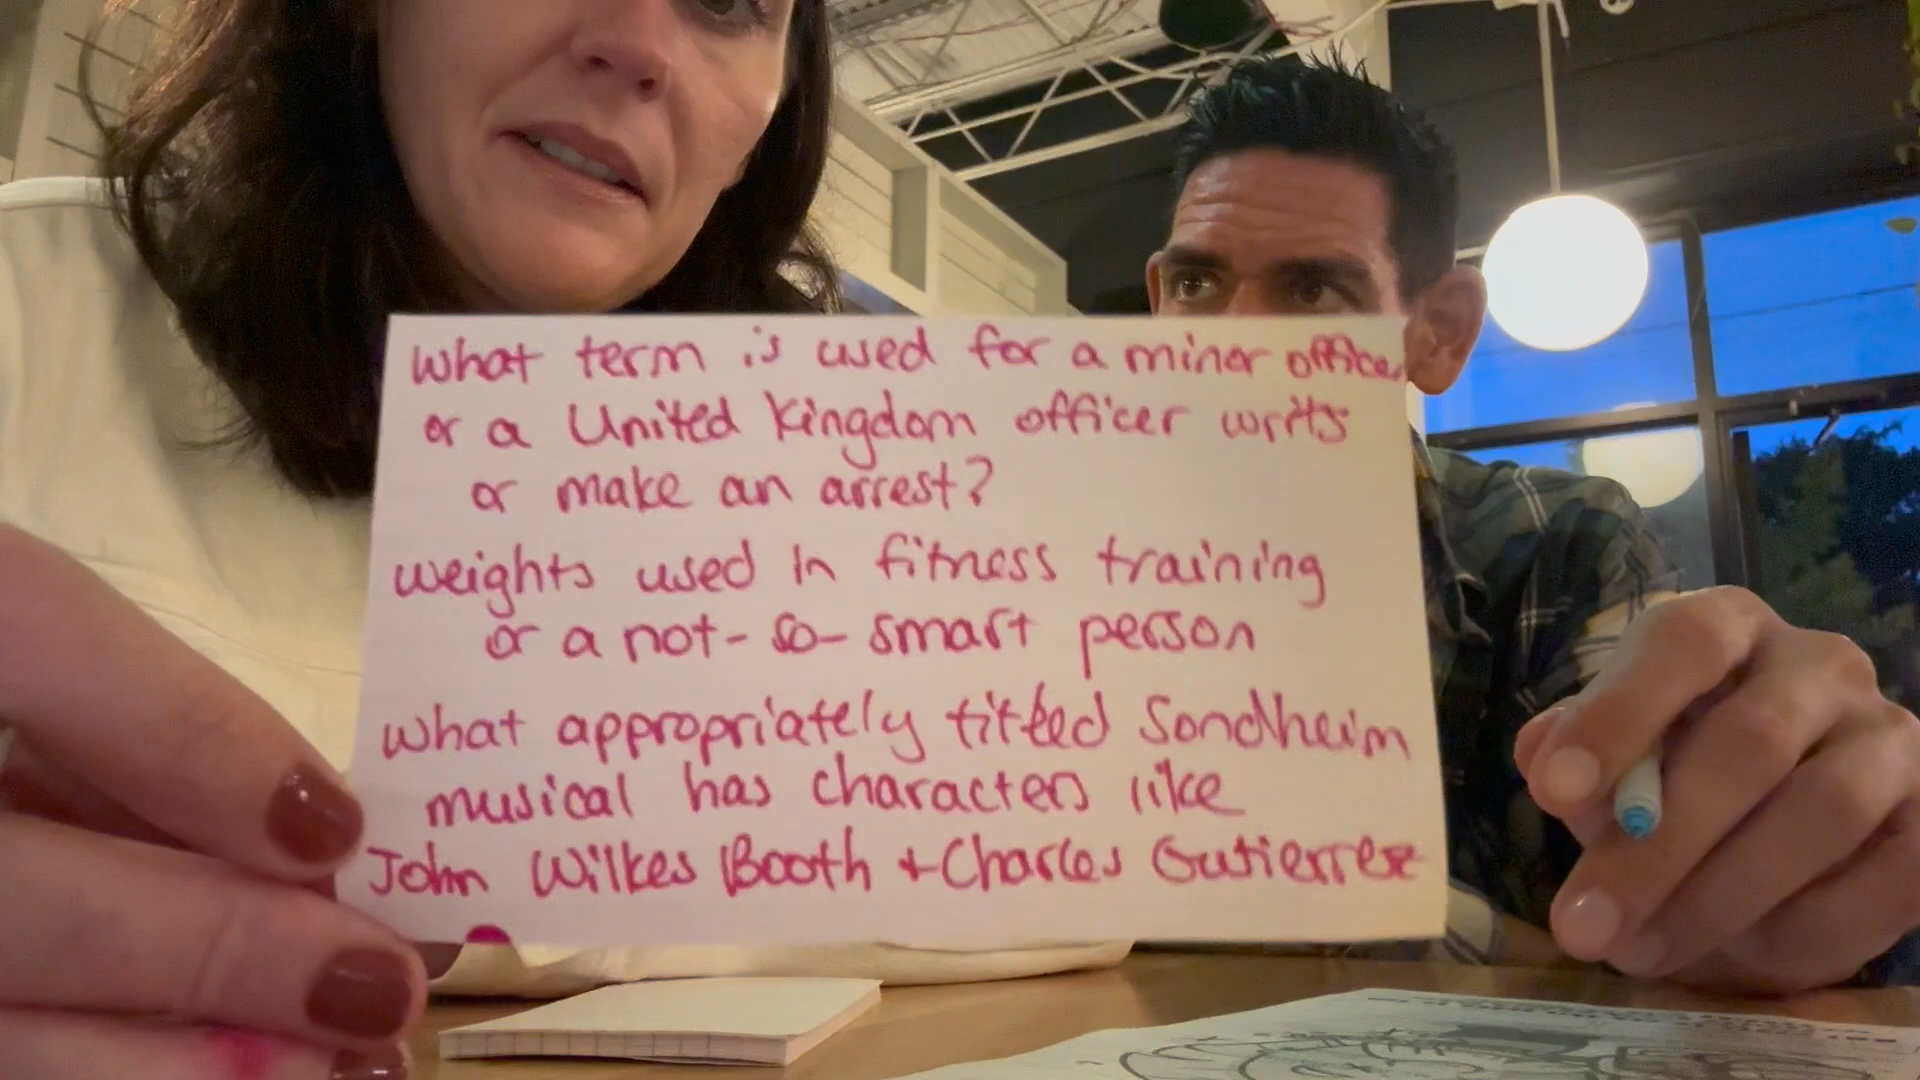 what term is used for a minor officer
or a United Kingdom officer writs
or make an arrest?
weights used in fitness training
or a not-so-smart person
what appropriately titled Sondheim
musical has characters like
John Wilkes Booth + Charles Gutierrez